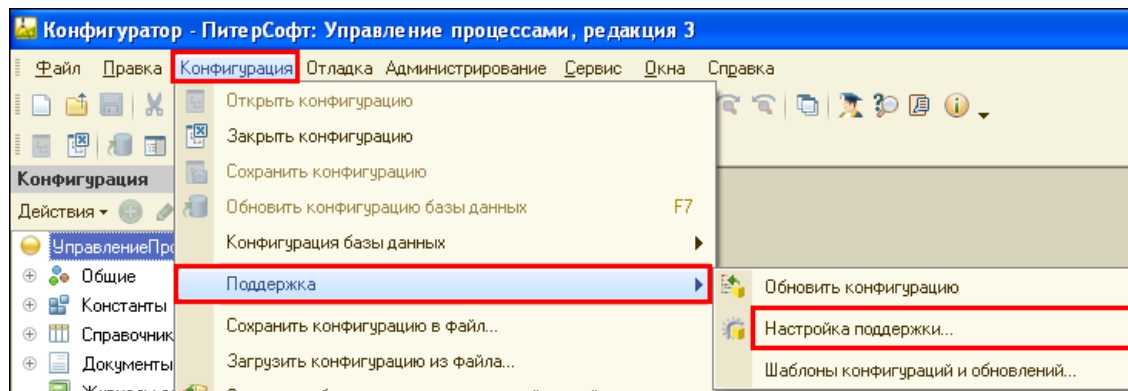 Конфигуратор - ПитерСофт: Управление процессами, редакция 3
Файл Правка Конфигурация Отладка Администрирование Сервис Окна Справка
Открыть конфигурацию
Закрыть конфигурацию
Конфигурация
Сохранить конфигурацию
Действия
Обновить конфигурацию базы данных F7
УправлениеПро
Конфигурация базы данных
Общие
Поддержка
Обновить конфигурацию
Константы
Сохранить конфигурацию в файл...
Настройка поддержки...
Справочник
Документы
Загрузить конфигурацию из файла...
Шаблоны конфигураций и обновлений...